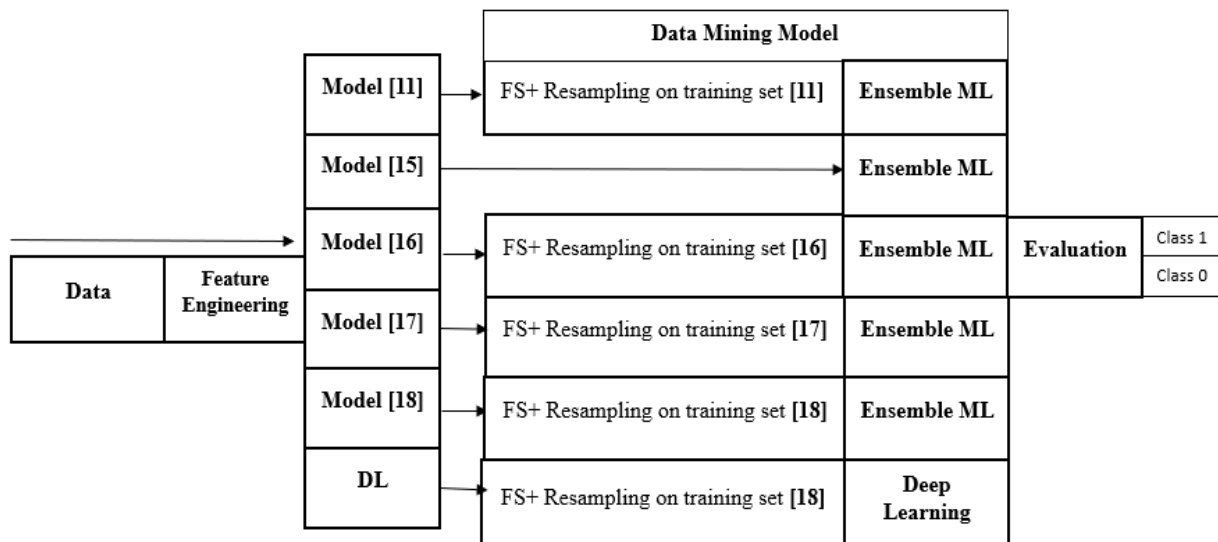 Data Mining Model
Model [11]
FS+ Resampling on training set [11]
Ensemble ML
Model [15]
Ensemble ML
Model [16]
FS+ Resampling on training set [16]
Ensemble ML
Evaluation
Class 1
Class 0
Data
Feature
Engineering
Model [17]
FS+ Resampling on training set [17]
Ensemble ML
Model [18]
FS+ Resampling on training set [18]
Ensemble ML
DL
FS+ Resampling on training set [18]
Deep
Learning